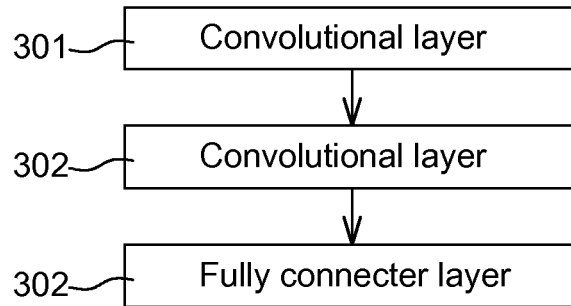 301 Convolutional layer
302 Convolutional layer
302 Fully connecter layer